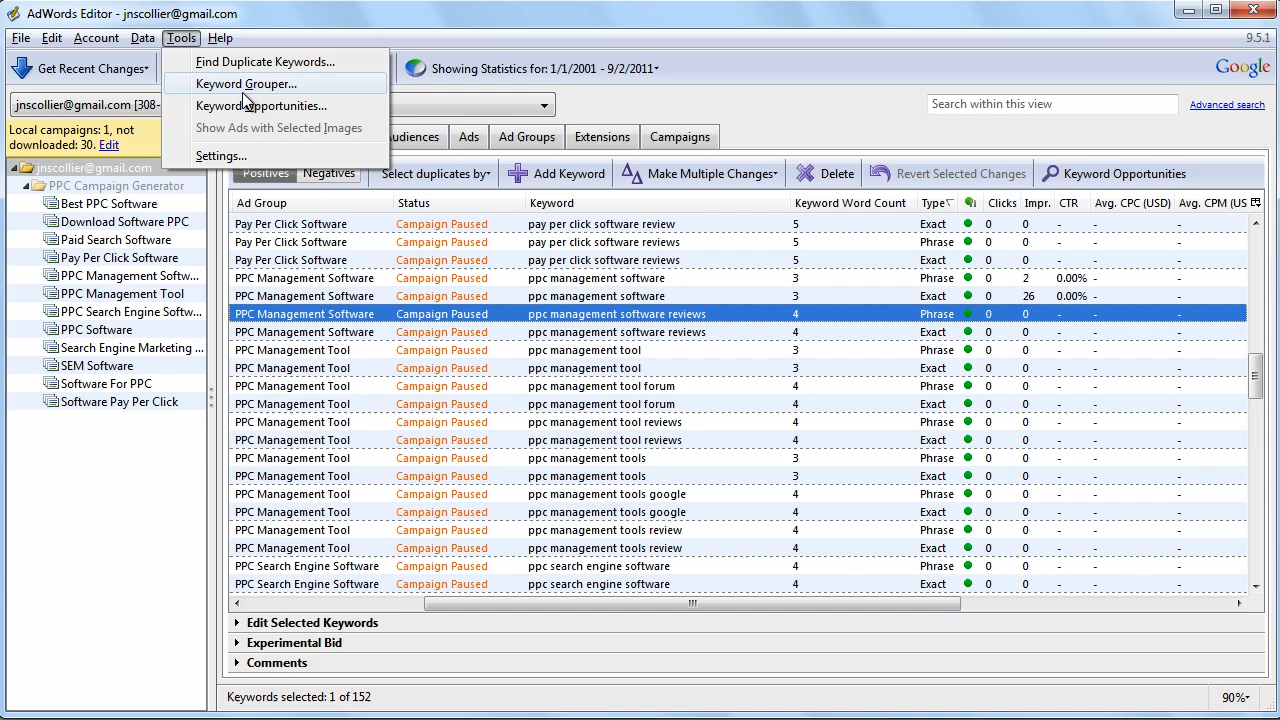 AdWords Editor - jnscollier@gmail.com
File Edit Account Data Tools Help 9.5.1
Get Recent Changes Showing Statistics for: 1/1/2001 - 9/2/2011 Google
Find Duplicate Keywords...
Keyword Grouper...
Keyword Opportunities...
Show Ads with Selected Images
Settings...
jnscollier@gmail.com [308- Search within this view Advanced search
Local campaigns: 1, not
downloaded: 30. Edit
udiences Ads Ad Groups Extensions Campaigns
jnscollier@gmail.com
PPC Campaign Generator
Best PPC Software
Download Software PPC
Paid Search Software
Pay Per Click Software
PPC Management Softw...
PPC Management Tool
PPC Search Engine Softw...
PPC Software
Search Engine Marketing ...
SEM Software
Software For PPC
Software Pay Per Click
Positives Negatives Select duplicates by Add Keyword Make Multiple Changes Delete Revert Selected Changes Keyword Opportunities
Ad Group Status Keyword Keyword Word Count Type Clicks Impr. CTR Avg. CPC (USD) Avg. CPM (US
Pay Per Click Software Campaign Paused pay per click software review 5 Exact 0 0 - - -
Pay Per Click Software Campaign Paused pay per click software reviews 5 Phrase 0 0 - - -
Pay Per Click Software Campaign Paused pay per click software reviews 5 Exact 0 0 - - -
PPC Management Software Campaign Paused ppc management software 3 Phrase 0 2 0.00% - -
PPC Management Software Campaign Paused ppc management software 3 Exact 0 26 0.00% - -
PPC Management Software Campaign Paused ppc management software reviews 4 Phrase 0 0 - - -
PPC Management Software Campaign Paused ppc management software reviews 4 Exact 0 0 - - -
PPC Management Tool Campaign Paused ppc management tool 3 Phrase 0 0 - - -
PPC Management Tool Campaign Paused ppc management tool 3 Exact 0 0 - - -
PPC Management Tool Campaign Paused ppc management tool forum 4 Phrase 0 0 - - -
PPC Management Tool Campaign Paused ppc management tool forum 4 Exact 0 0 - - -
PPC Management Tool Campaign Paused ppc management tool reviews 4 Phrase 0 0 - - -
PPC Management Tool Campaign Paused ppc management tool reviews 4 Exact 0 0 - - -
PPC Management Tool Campaign Paused ppc management tools 3 Phrase 0 0 - - -
PPC Management Tool Campaign Paused ppc management tools 3 Exact 0 0 - - -
PPC Management Tool Campaign Paused ppc management tools google 4 Phrase 0 0 - - -
PPC Management Tool Campaign Paused ppc management tools google 4 Exact 0 0 - - -
PPC Management Tool Campaign Paused ppc management tools review 4 Phrase 0 0 - - -
PPC Management Tool Campaign Paused ppc management tools review 4 Exact 0 0 - - -
PPC Search Engine Software Campaign Paused ppc search engine software 4 Phrase 0 0 - - -
PPC Search Engine Software Campaign Paused ppc search engine software 4 Exact 0 0 - - -
Edit Selected Keywords
Experimental Bid
Comments
Keywords selected: 1 of 152 90%